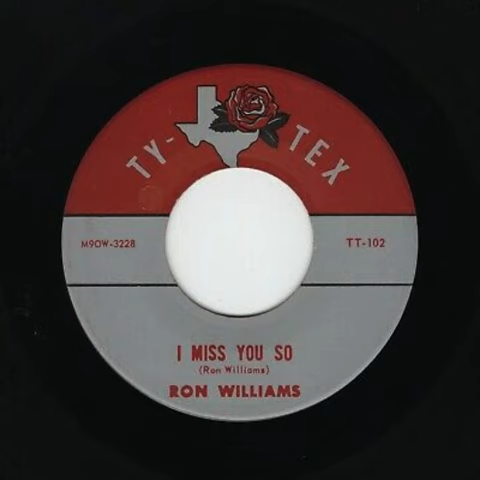 TY-TEX
M9OW-3228
TT-102
I MISS YOU SO
(Ron Williams)
RON WILLIAMS